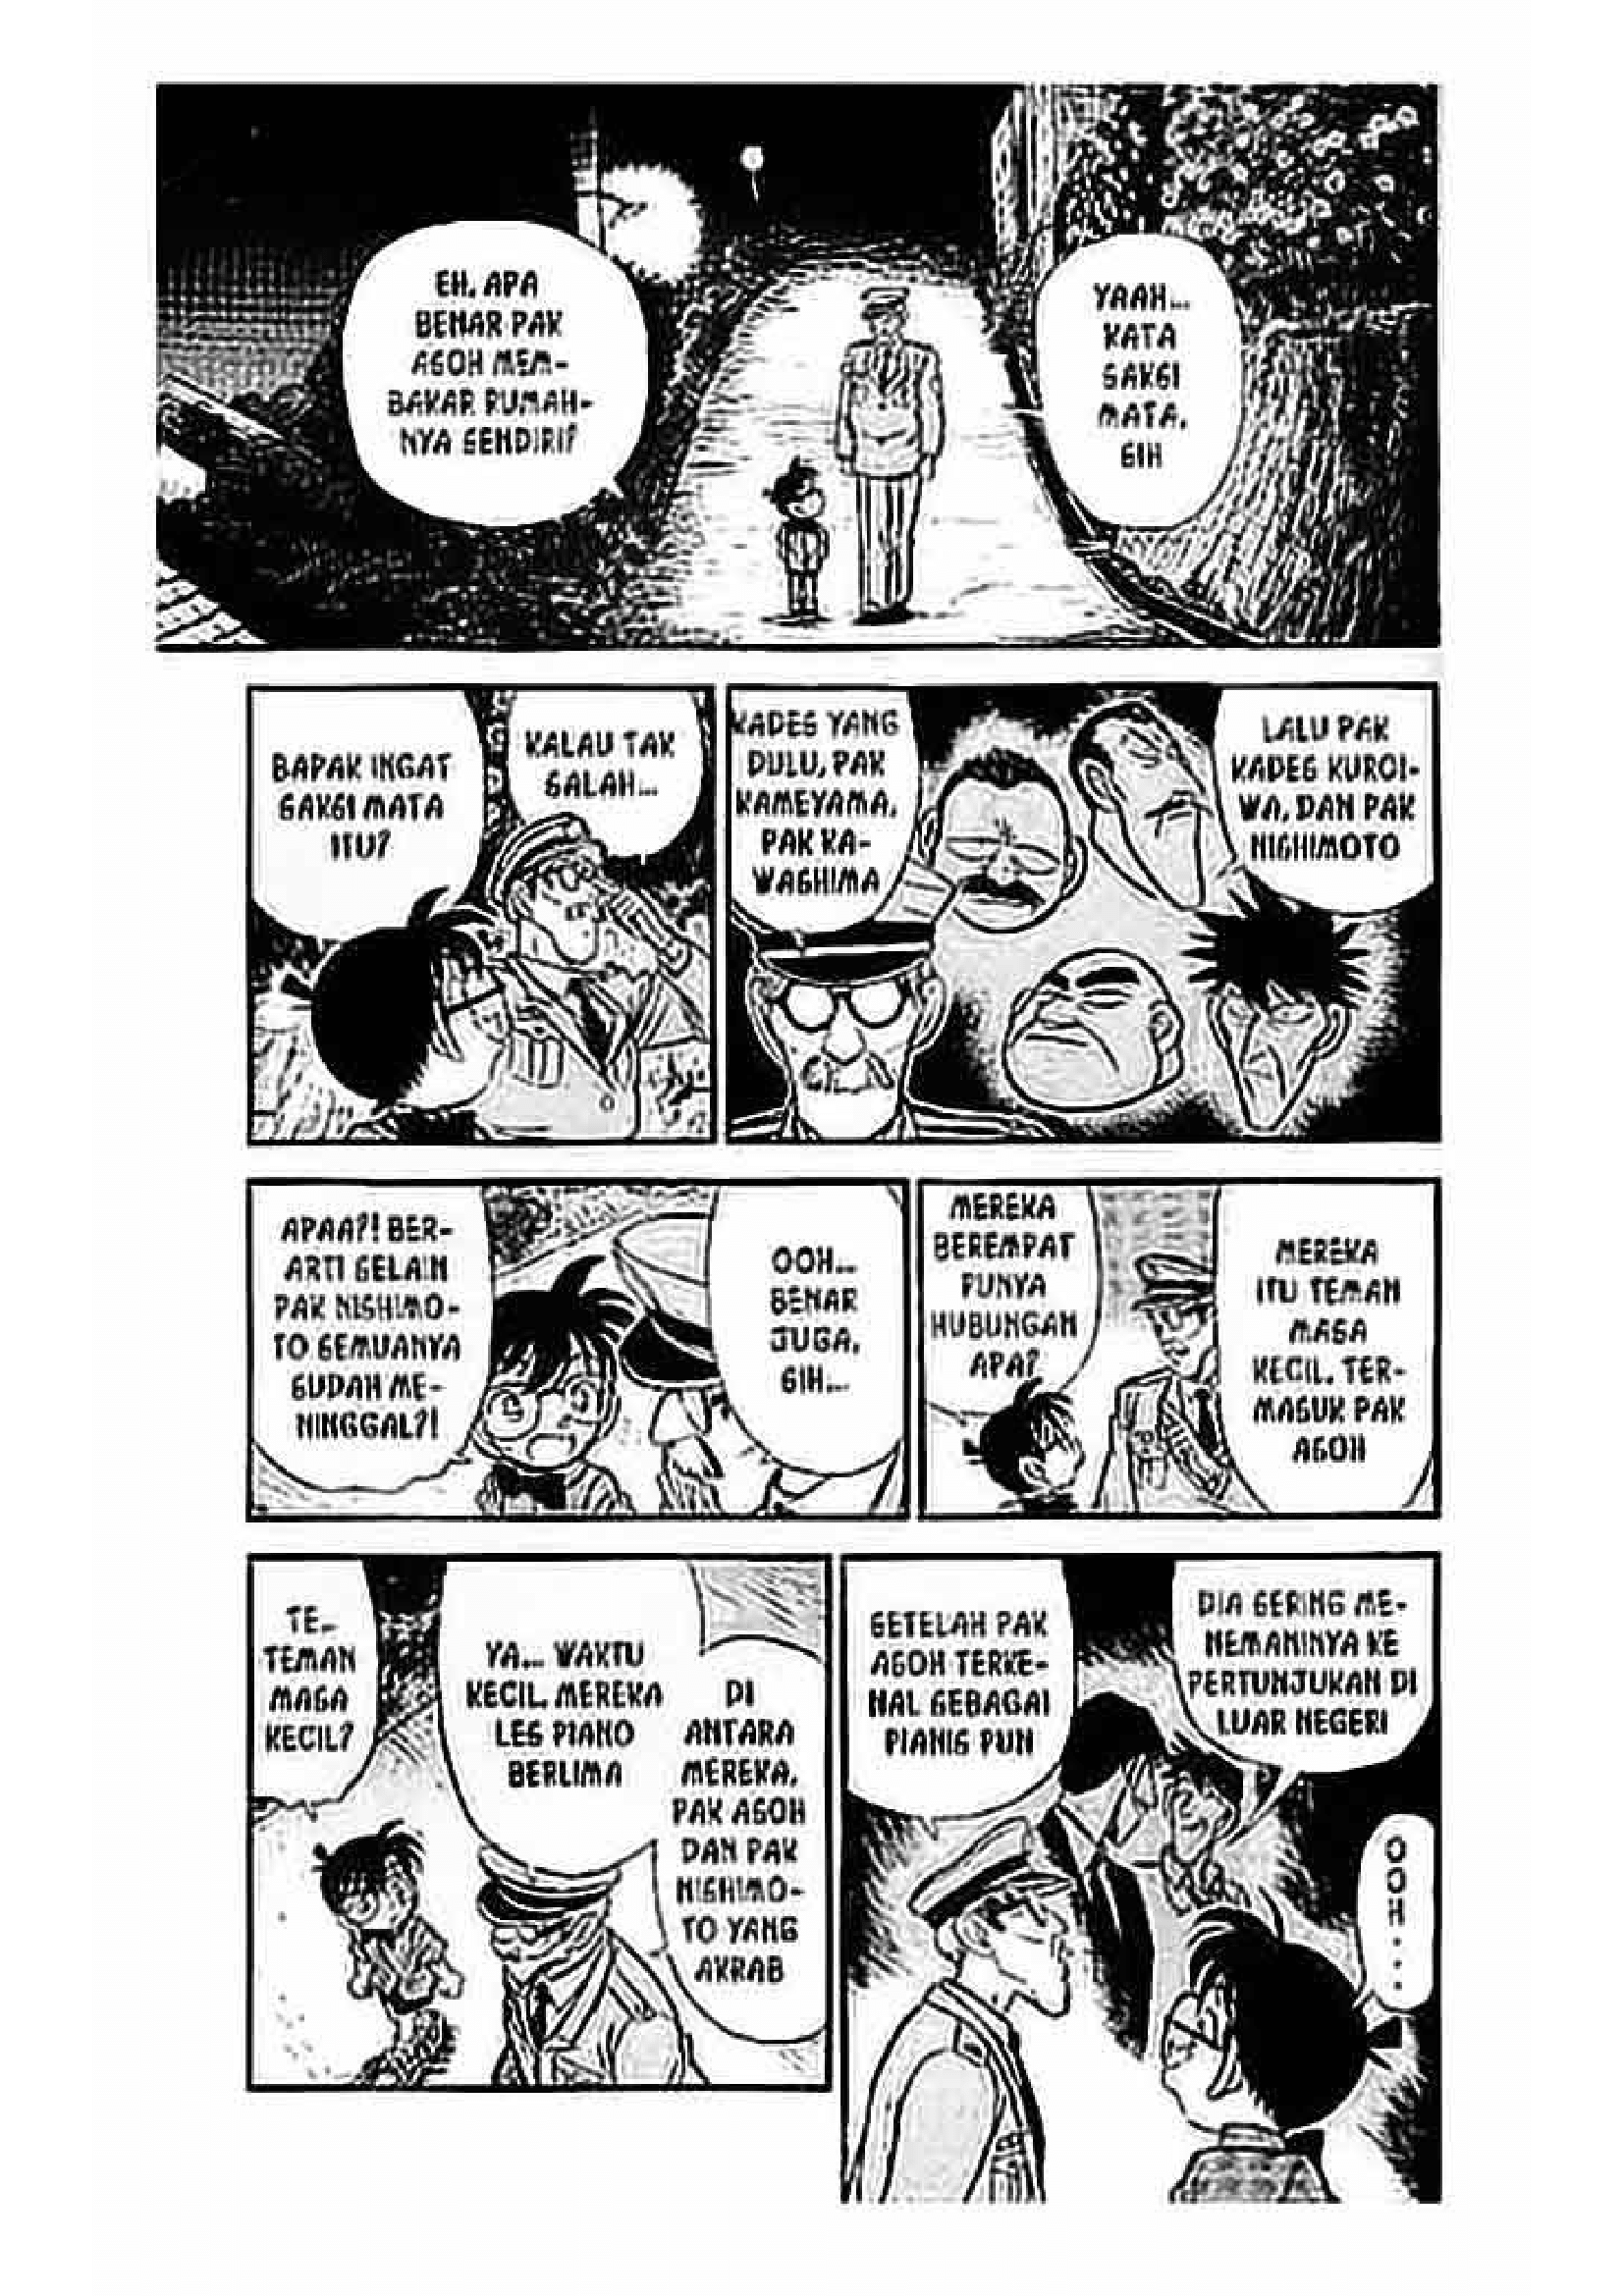 EH, APA
BENAR PAK
ASOH MEM-
BAKAR RUMAH-
NYA SENDIRI?
YAAH...
KATA
SAKSI
MATA,
SIH
BAPAK INGAT
SAKSI MATA
ITU?
KALAU TAK
SALAH...
KADES YANG
DULU, PAK
KAMEYAMA,
PAK KA-
WASHIMA
LALU PAK
KADES KUROI-
WA, DAN PAK
NISHIMOTO
APAA?! BER-
ARTI SELAIN
PAK NISHIMO-
TO SEMUANYA
SUDAH ME-
NINGGAL?!
OOH...
BENAR
JUGA,
SIH...
MEREKA
BEREMPAT
PUNYA
HUBUNGAN
APA?
MEREKA
ITU TEMAN
MASA
KECIL. TER-
MASUK PAK
ASOH
TE...
TEMAN
MASA
KECIL?
YA... WAKTU
KECIL, MEREKA
LES PIANO
BERLIMA
DI
ANTARA
MEREKA,
PAK ASOH
DAN PAK
NISHIMO-
TO YANG
AKRAB
SETELAH PAK
ASOH TERKE-
NAL SEBAGAI
PIANIS PUN
DIA SERING ME-
NEMANINYA KE
PERTUNJUKAN DI
LUAR NEGERI
OOH....